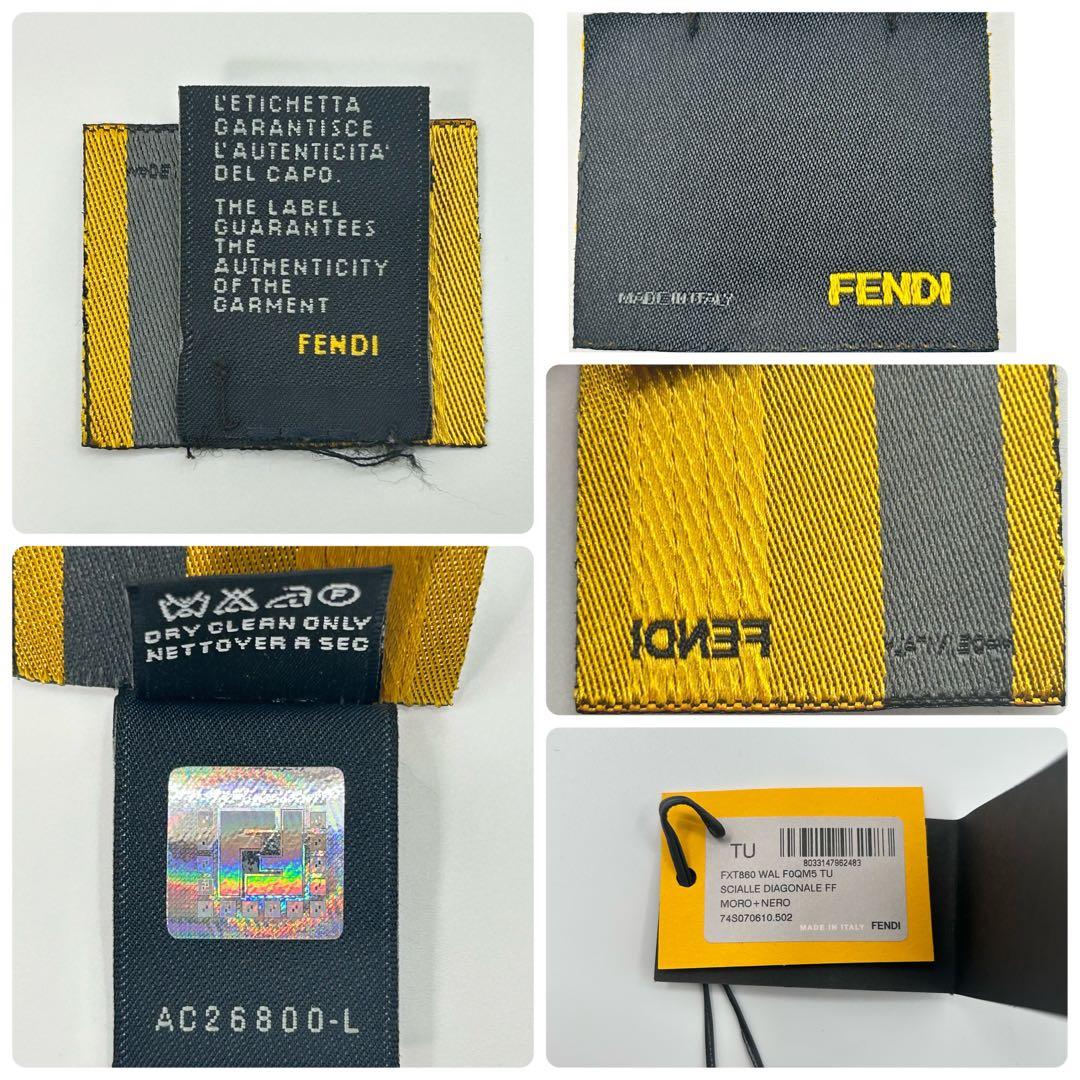 L'ETICHETTA
GARANTISCE
L'AUTENTICITA'
DEL CAPO.
THE LABEL
GUARANTEES
THE
AUTHENTICITY
OF THE
GARMENT
FENDI
MADE IN ITALY
FENDI
DRY CLEAN ONLY
NETTOYER A SEC
AC26800-L
FENDI
TU
8033147962483
FXT860 WAL F0QM5 TU
SCIALLE DIAGONALE FF
MORO+NERO
74S070610.502
MADE IN ITALY FENDI